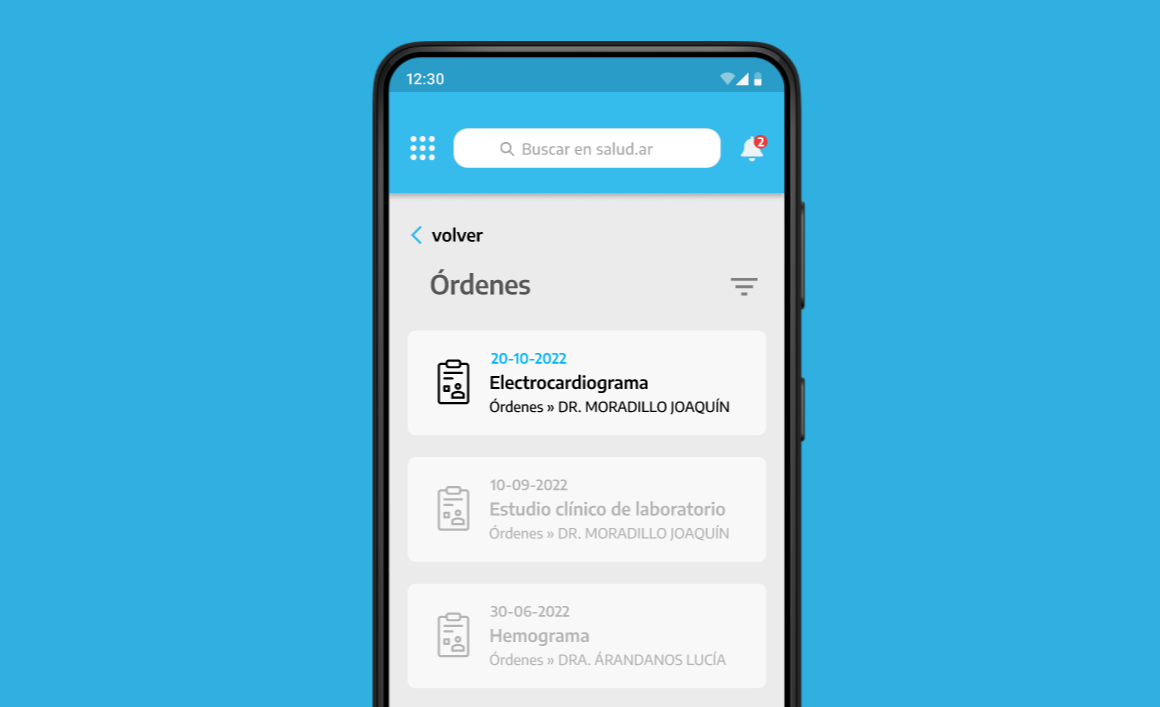 12:30
Buscar en salud.ar
2
volver
Órdenes
20-10-2022
Electrocardiograma
Órdenes » DR. MORADILLO JOAQUÍN
10-09-2022
Estudio clínico de laboratorio
Órdenes » DR. MORADILLO JOAQUÍN
30-06-2022
Hemograma
Órdenes » DRA. ÁRANDANOS LUCÍA